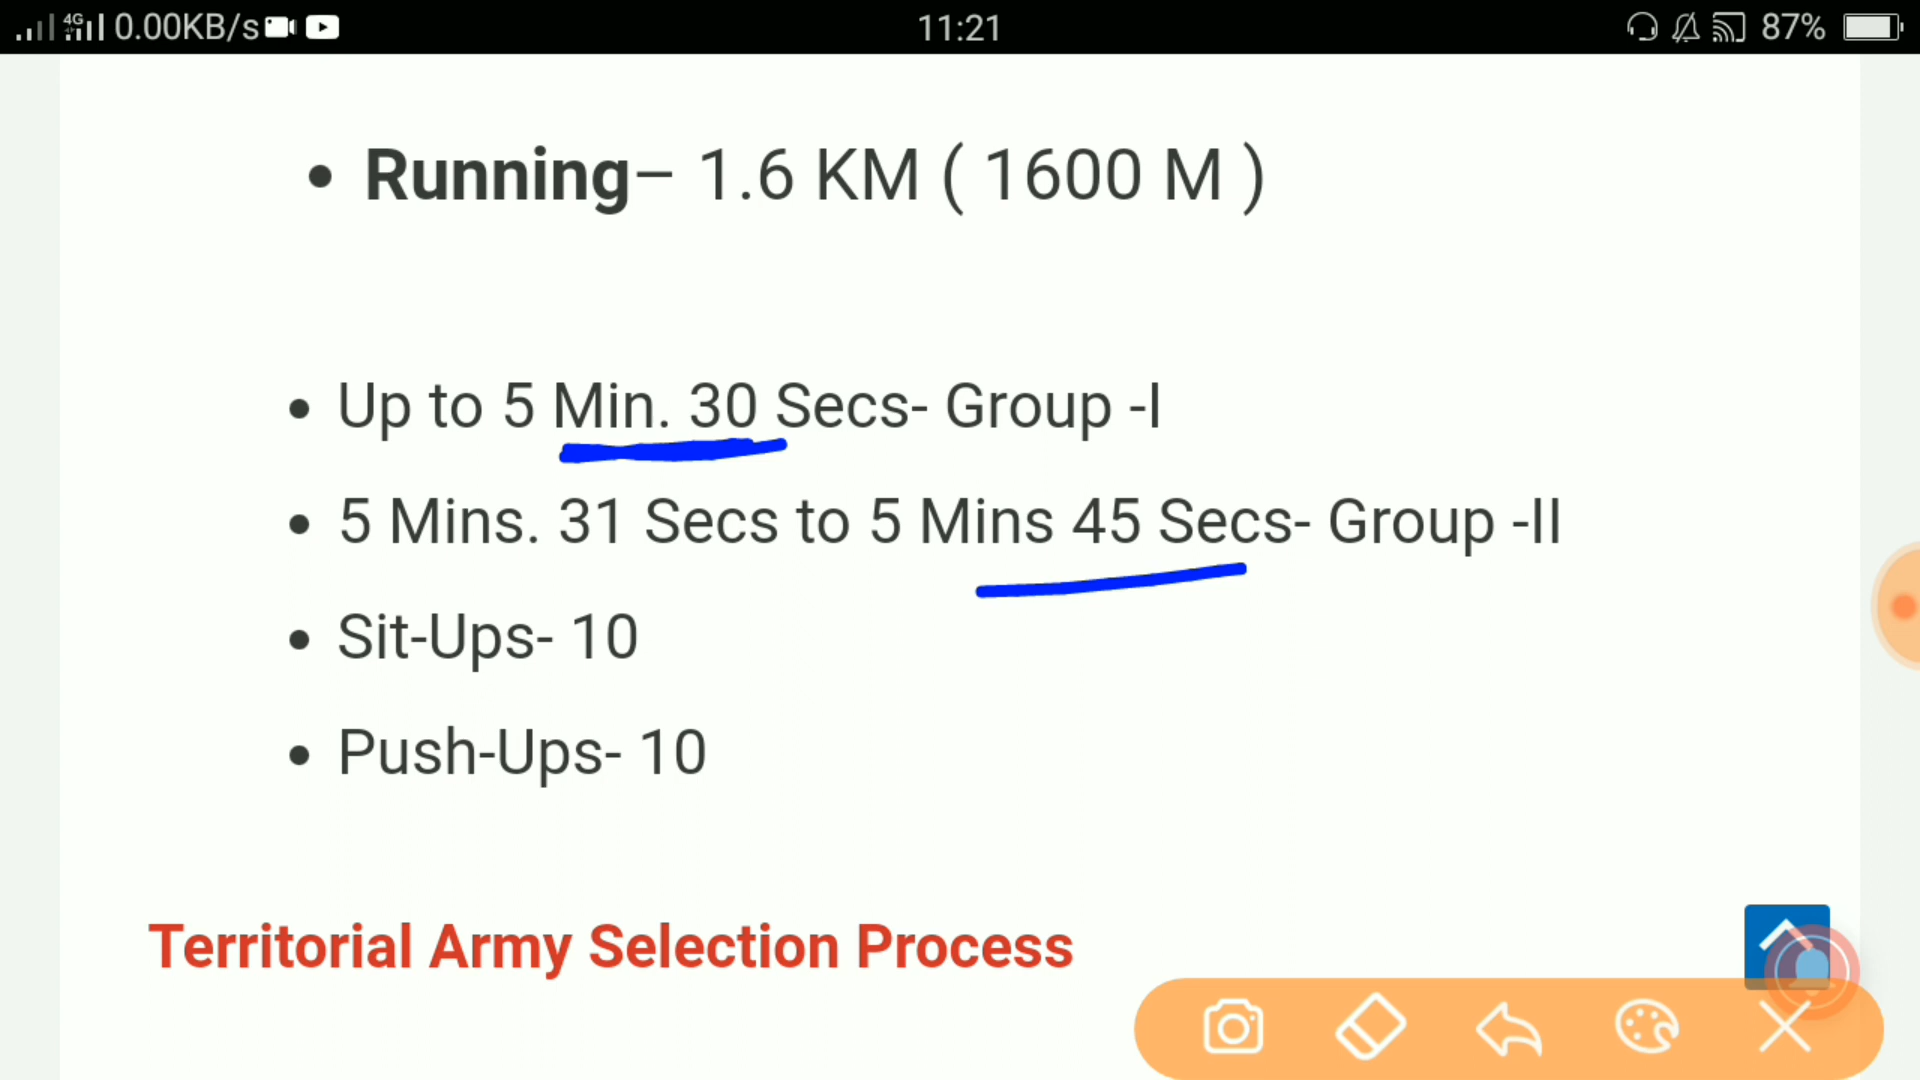 4G 0.00KB/s 11:21 87%
• Running– 1.6 KM ( 1600 M )
• Up to 5 Min. 30 Secs- Group -I
• 5 Mins. 31 Secs to 5 Mins 45 Secs- Group -II
• Sit-Ups- 10
• Push-Ups- 10
Territorial Army Selection Process